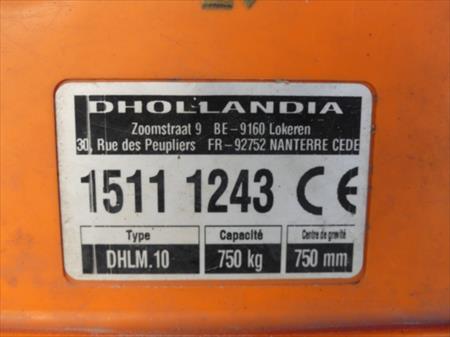 DHOLLANDIA
Zoomstraat 9 BE-9160 Lokeren
30, Rue des Peupliers FR-92752 NANTERRE CEDE
1511 1243 CE
Type Capacité Centre de gravité
DHLM.10 750 kg 750 mm